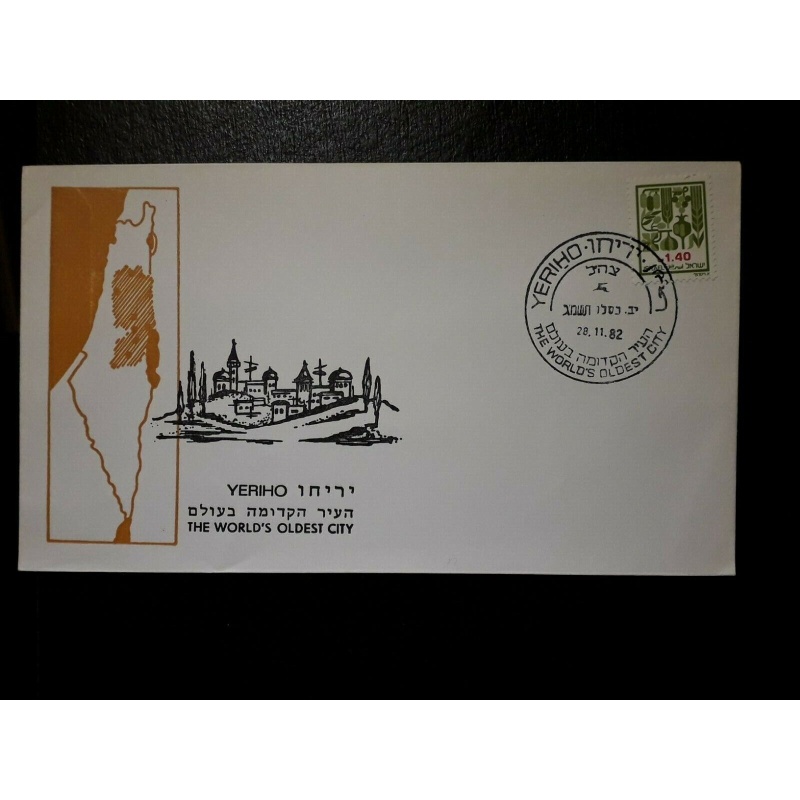 1.40
ישראל
YERIHO · יריחו
צהל
יב. כסלו תשמג
28.11.82
העיר הקדומה בעולם
THE WORLD'S OLDEST CITY
YERIHO יריחו
העיר הקדומה בעולם
THE WORLD'S OLDEST CITY